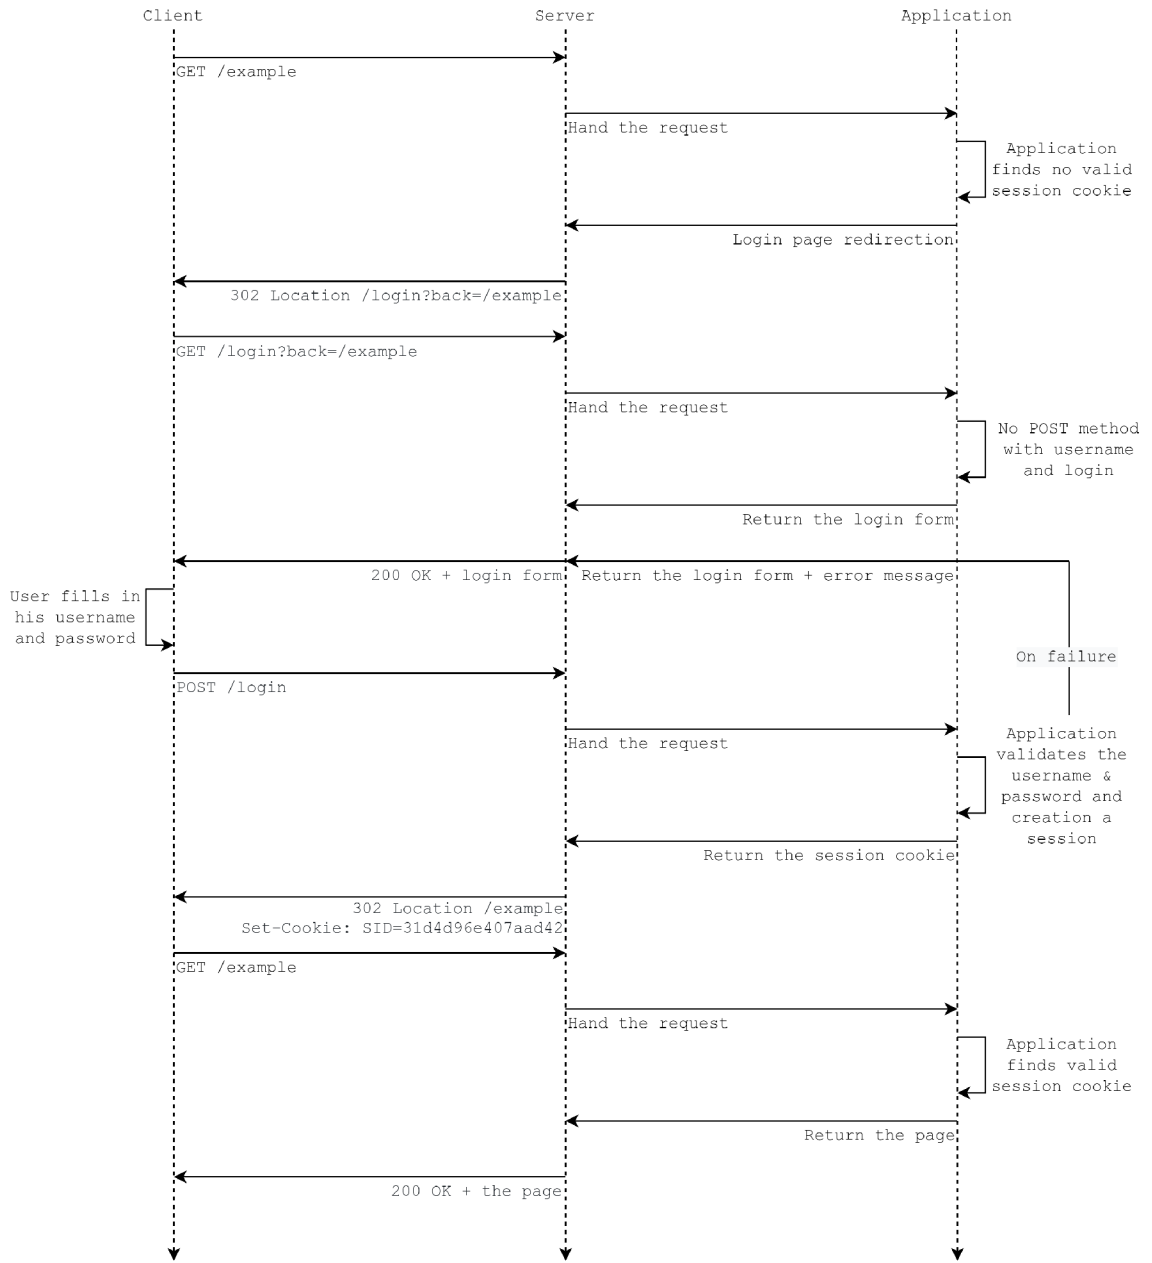 Client
Server
Application
GET /example
Hand the request
Application
finds no valid
session cookie
Login page redirection
302 Location /login?back=/example
GET /login?back=/example
Hand the request
No POST method
with username
and login
Return the login form
200 OK + login form
Return the login form + error message
User fills in
his username
and password
On failure
POST /login
Hand the request
Application
validates the
username &
password and
creation a
session
Return the session cookie
302 Location /example
Set-Cookie: SID=31d4d96e407aad42
GET /example
Hand the request
Application
finds valid
session cookie
Return the page
200 OK + the page